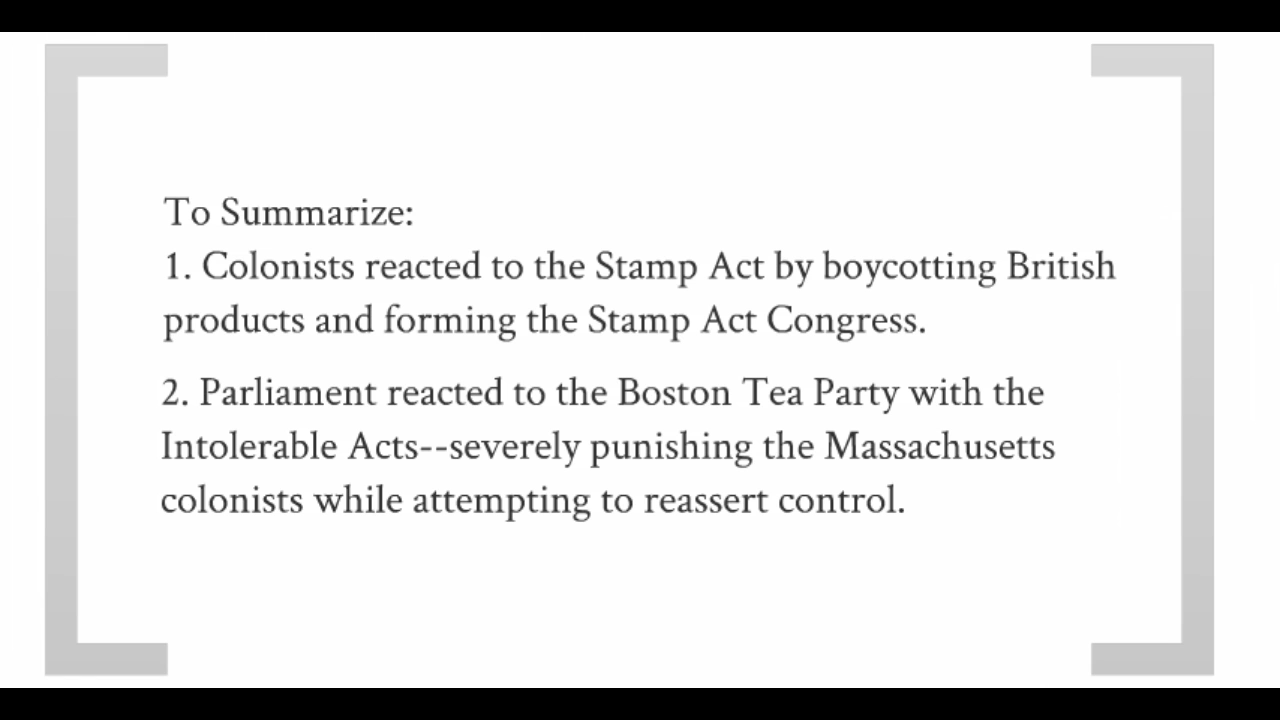 To Summarize:
1. Colonists reacted to the Stamp Act by boycotting British
products and forming the Stamp Act Congress.
2. Parliament reacted to the Boston Tea Party with the
Intolerable Acts--severely punishing the Massachusetts
colonists while attempting to reassert control.